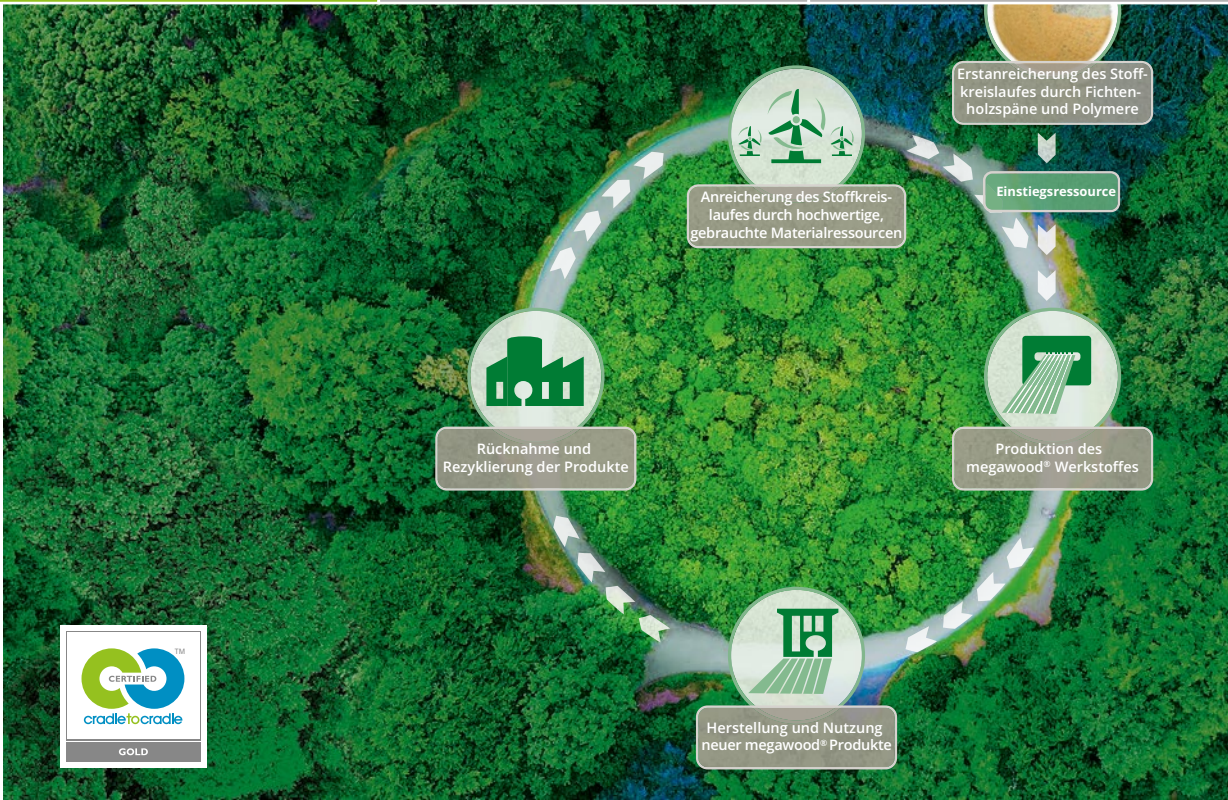 Erstanreicherung des Stoff-
kreislaufes durch Fichten-
holzspäne und Polymere
Einstiegsressource
Anreicherung des Stoffkreis-
laufes durch hochwertige,
gebrauchte Materialressourcen
Rücknahme und
Rezyklierung der Produkte
Produktion des
megawood® Werkstoffes
Herstellung und Nutzung
neuer megawood® Produkte
TM
CERTIFIED
cradletocradle
GOLD